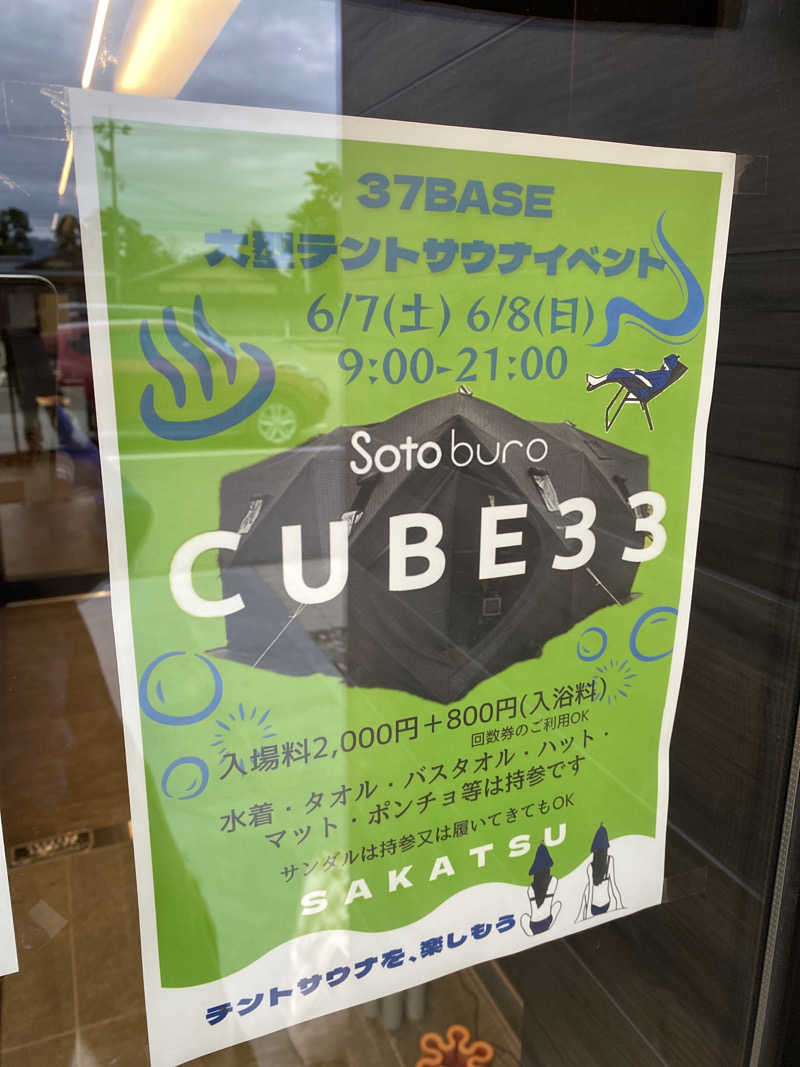 37BASE
大型テントサウナイベント
6/7(土) 6/8(日)
9:00-21:00
Sotoburo
CUBE33
入場料2,000円＋800円(入浴料)
回数券のご利用OK
水着・タオル・バスタオル・ハット・
マット・ポンチョ等は持参です
サンダルは持参又は履いてきてもOK
SAKATSU
テントサウナを、楽しもう